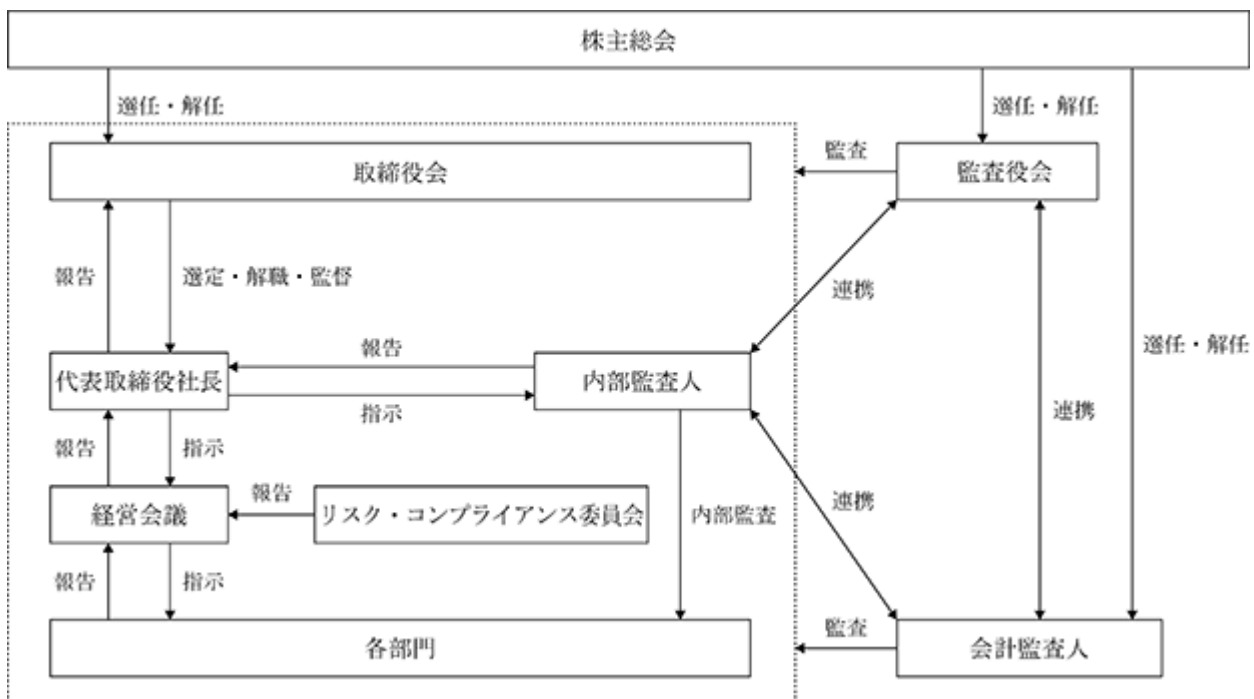 株主総会
選任・解任
選任・解任
取締役会
監査
監査役会
報告
選定・解職・監督
連携
選任・解任
報告
代表取締役社長
内部監査人
指示
連携
報告
指示
経営会議
報告
リスク・コンプライアンス委員会
連携
内部監査
報告
指示
各部門
監査
会計監査人